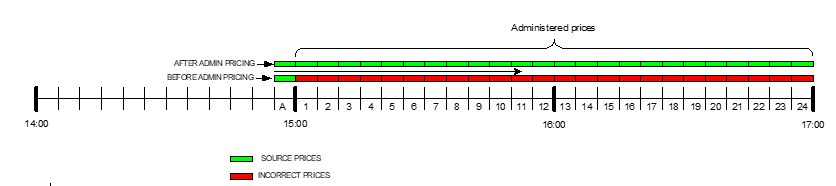 Administered prices
AFTER ADMIN PRICING
BEFORE ADMIN PRICING
A 1 2 3 4 5 6 7 8 9 10 11 12 13 14 15 16 17 18 19 20 21 22 23 24
14:00 15:00 16:00 17:00
SOURCE PRICES
INCORRECT PRICES